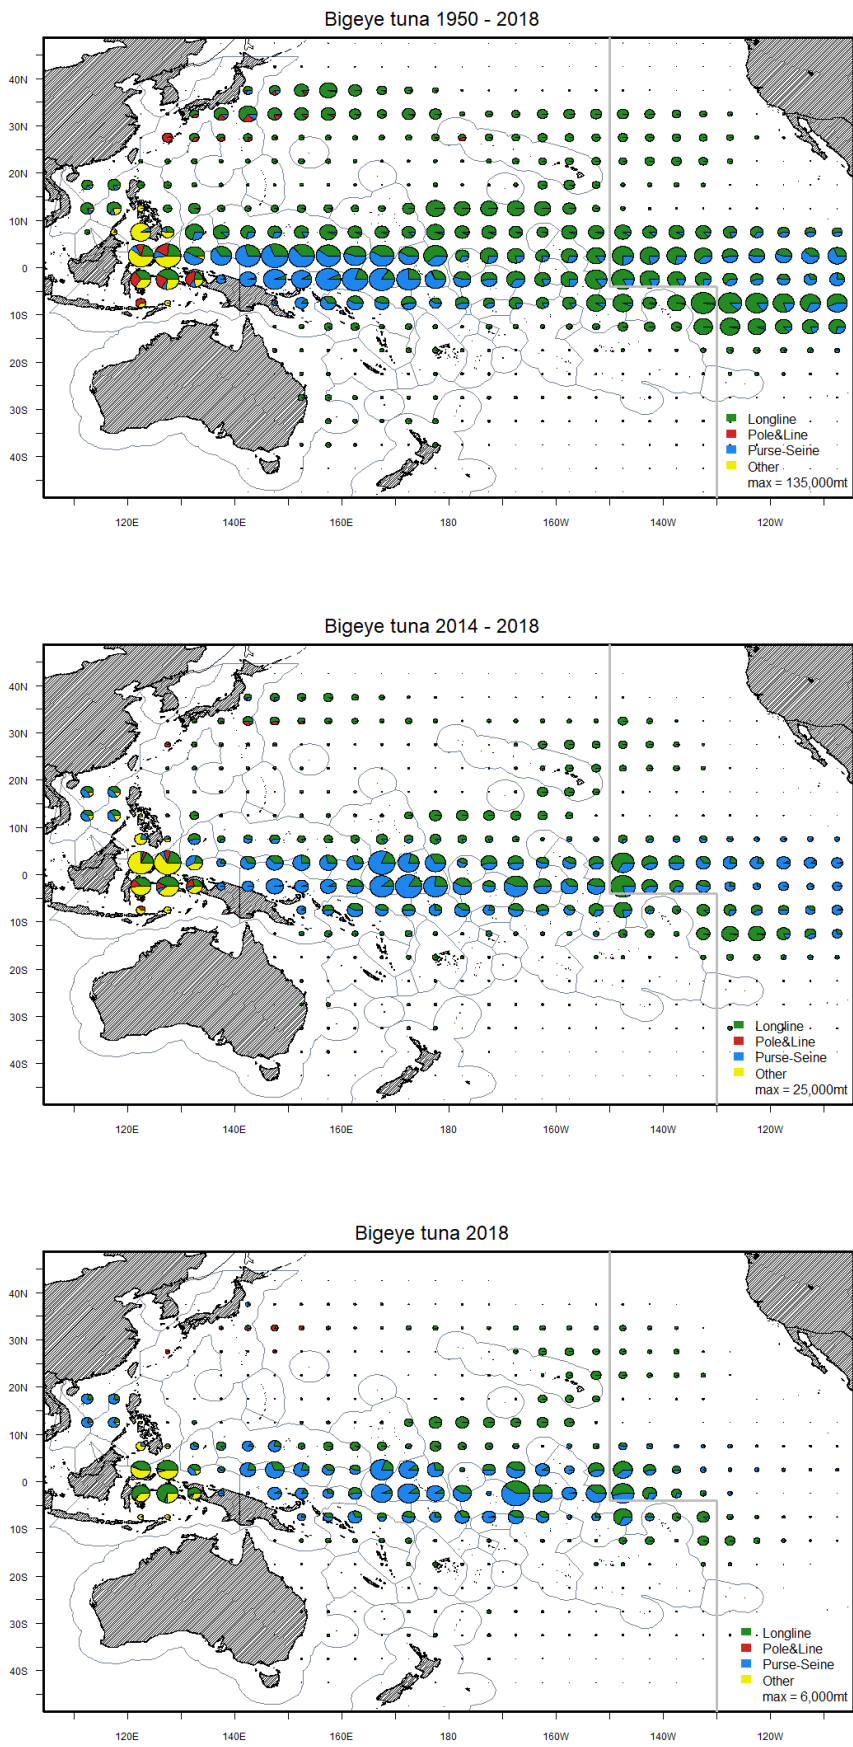 Bigeye tuna 1950 - 2018
40N
30N
20N
10N
0
10S
20S
30S
40S
Longline
Pole&Line
Purse-Seine
Other
max = 135,000mt
120E 140E 160E 180 160W 140W 120W
Bigeye tuna 2014 - 2018
40N
30N
20N
10N
0
10S
20S
30S
40S
Longline
Pole&Line
Purse-Seine
Other
max = 25,000mt
120E 140E 160E 180 160W 140W 120W
Bigeye tuna 2018
40N
30N
20N
10N
0
10S
20S
30S
40S
Longline
Pole&Line
Purse-Seine
Other
max = 6,000mt
120E 140E 160E 180 160W 140W 120W